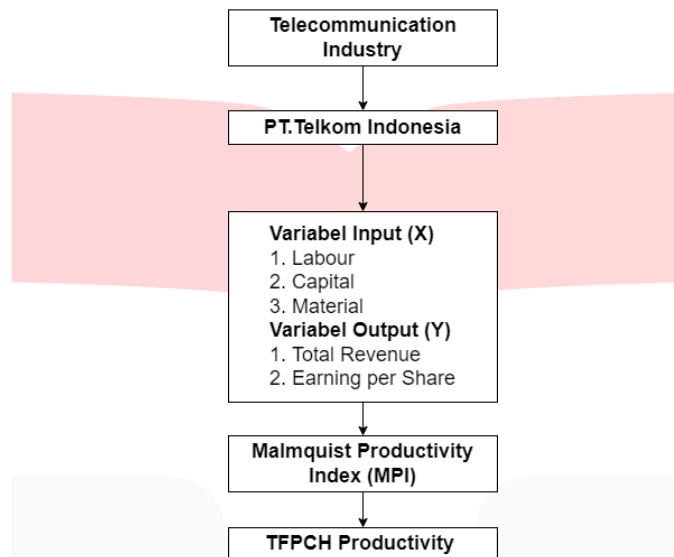 Telecommunication
Industry
PT.Telkom Indonesia
Variabel Input (X)
1. Labour
2. Capital
3. Material
Variabel Output (Y)
1. Total Revenue
2. Earning per Share
Malmquist Productivity
Index (MPI)
TFPCH Productivity